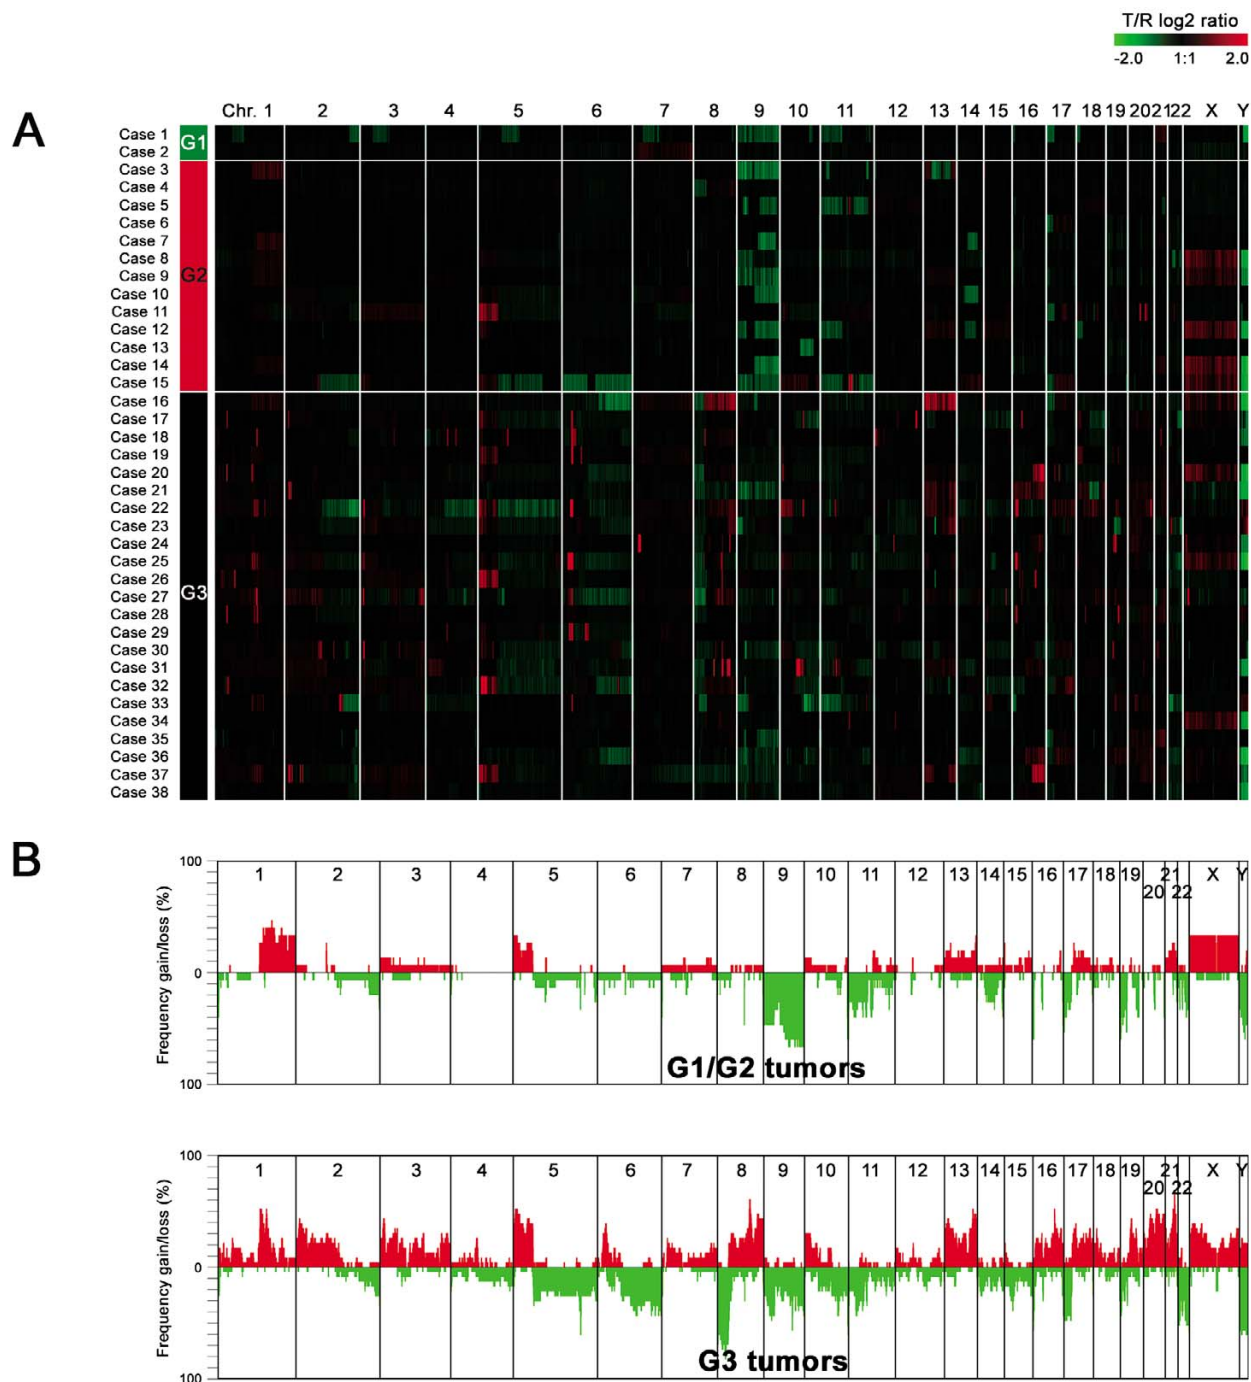 T/R log2 ratio
-2.0 1:1 2.0
A
Chr. 1 2 3 4 5 6 7 8 9 10 11 12 13 14 15 16 17 18 19 20 21 22 X Y
Case 1
G1
Case 2
Case 3
Case 4
Case 5
Case 6
Case 7
Case 8
Case 9
G2
Case 10
Case 11
Case 12
Case 13
Case 14
Case 15
Case 16
Case 17
Case 18
Case 19
Case 20
Case 21
Case 22
Case 23
Case 24
Case 25
Case 26
Case 27
G3
Case 28
Case 29
Case 30
Case 31
Case 32
Case 33
Case 34
Case 35
Case 36
Case 37
Case 38
B
100
0
100
Frequency gain/loss (%)
1 2 3 4 5 6 7 8 9 10 11 12 13 14 15 16 17 18 19 20 21 22 X Y
G1/G2 tumors
100
0
100
Frequency gain/loss (%)
1 2 3 4 5 6 7 8 9 10 11 12 13 14 15 16 17 18 19 20 21 22 X Y
G3 tumors